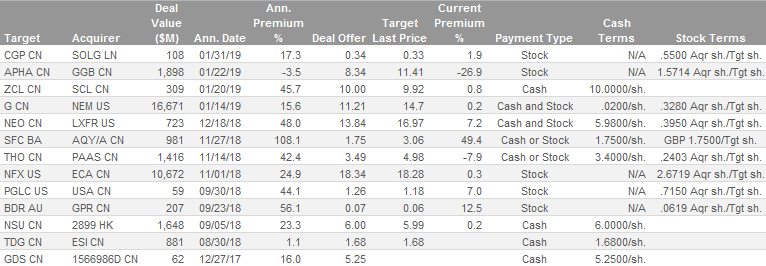 Deal Ann. Current
Value Premium Target Premium Cash
Target Acquirer ($M) Ann. Date % Deal Offer Last Price % Payment Type Terms Stock Terms
CGP CN SOLG LN 108 01/31/19 17.3 0.34 0.33 1.9 Stock N/A .5500 Aqr sh./Tgt sh.
APHA CN GGB CN 1,898 01/22/19 -3.5 8.34 11.41 -26.9 Stock N/A 1.5714 Aqr sh./Tgt sh.
ZCL CN SCL CN 309 01/20/19 45.7 10.00 9.92 0.8 Cash 10.0000/sh.
G CN NEM US 16,671 01/14/19 15.6 11.21 14.7 0.2 Cash and Stock .0200/sh. .3280 Aqr sh./Tgt sh.
NEO CN LXFR US 723 12/18/18 48.0 13.84 16.97 7.2 Cash and Stock 5.9800/sh. .3950 Aqr sh./Tgt sh.
SFC BA AQY/A CN 981 11/27/18 108.1 1.75 3.06 49.4 Cash or Stock 1.7500/sh. GBP 1.7500/Tgt sh.
THO CN PAAS CN 1,416 11/14/18 42.4 3.49 4.98 -7.9 Cash or Stock 3.4000/sh. .2403 Aqr sh./Tgt sh.
NFX US ECA CN 10,672 11/01/18 24.9 18.34 18.28 0.3 Stock N/A 2.6719 Aqr sh./Tgt sh.
PGLC US USA CN 59 09/30/18 44.1 1.26 1.18 7.0 Stock N/A .7150 Aqr sh./Tgt sh.
BDR AU GPR CN 207 09/23/18 56.1 0.07 0.06 12.5 Stock N/A .0619 Aqr sh./Tgt sh.
NSU CN 2899 HK 1,648 09/05/18 23.3 6.00 5.99 0.2 Cash 6.0000/sh.
TDG CN ESI CN 881 08/30/18 1.1 1.68 1.68 Cash 1.6800/sh.
GDS CN 1566986D CN 62 12/27/17 16.0 5.25 Cash 5.2500/sh.